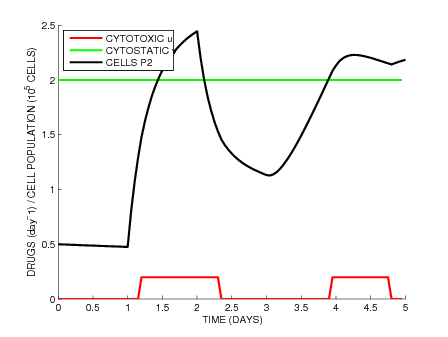 2.5
2
1.5
1
0.5
0
CYTOTOXIC u
CYTOSTATIC v
CELLS P2
DRUGS (day⁻1) / CELL POPULATION (10⁶ CELLS)
0 0.5 1 1.5 2 2.5 3 3.5 4 4.5 5
TIME (DAYS)